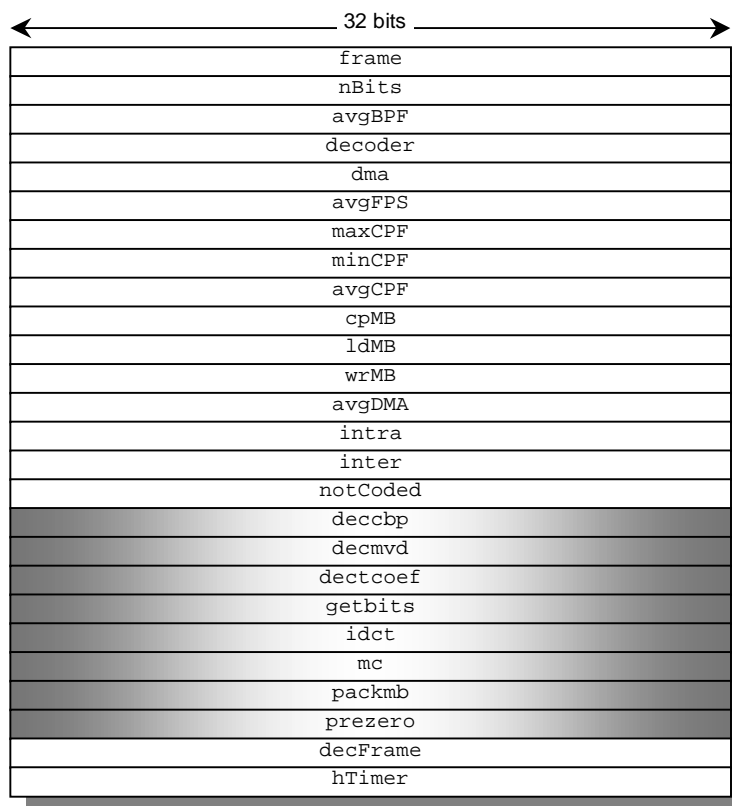 32 bits
frame
nBits
avgBPF
decoder
dma
avgFPS
maxCPF
minCPF
avgCPF
cpMB
ldMB
wrMB
avgDMA
intra
inter
notCoded
deccbp
decmvd
dectcoef
getbits
idct
mc
packmb
prezero
decFrame
hTimer